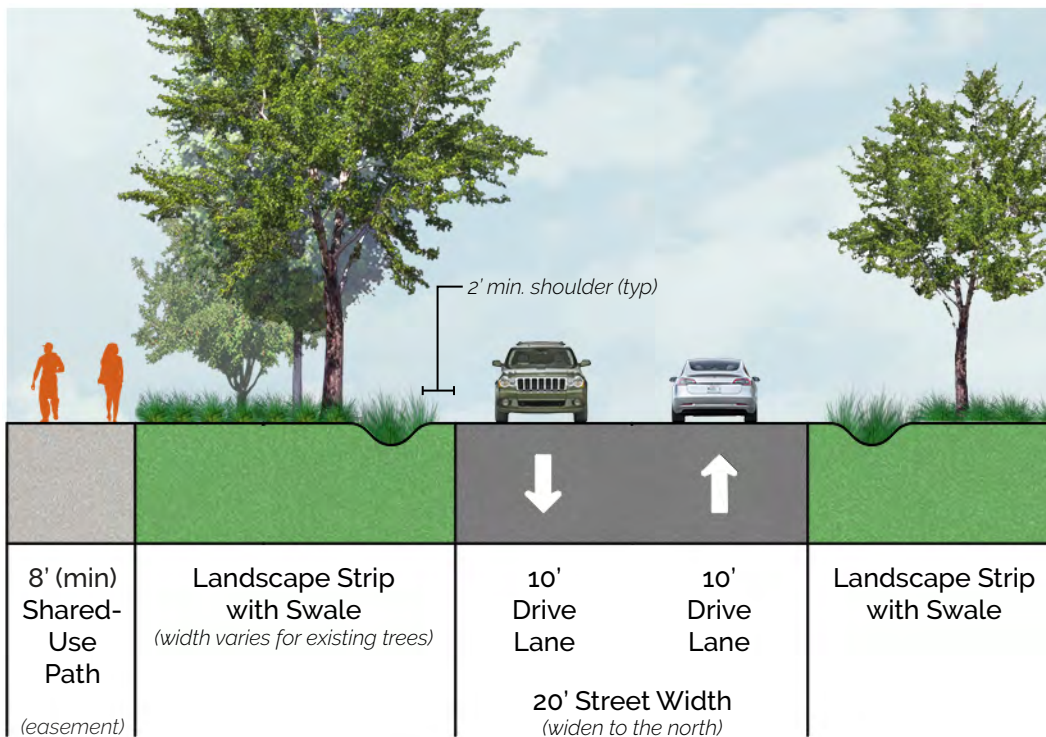 2’ min. shoulder (typ)
8’ (min)
Shared-
Use
Path
(easement)
Landscape Strip
with Swale
(width varies for existing trees)
10’
Drive
Lane
10’
Drive
Lane
20’ Street Width
(widen to the north)
Landscape Strip
with Swale